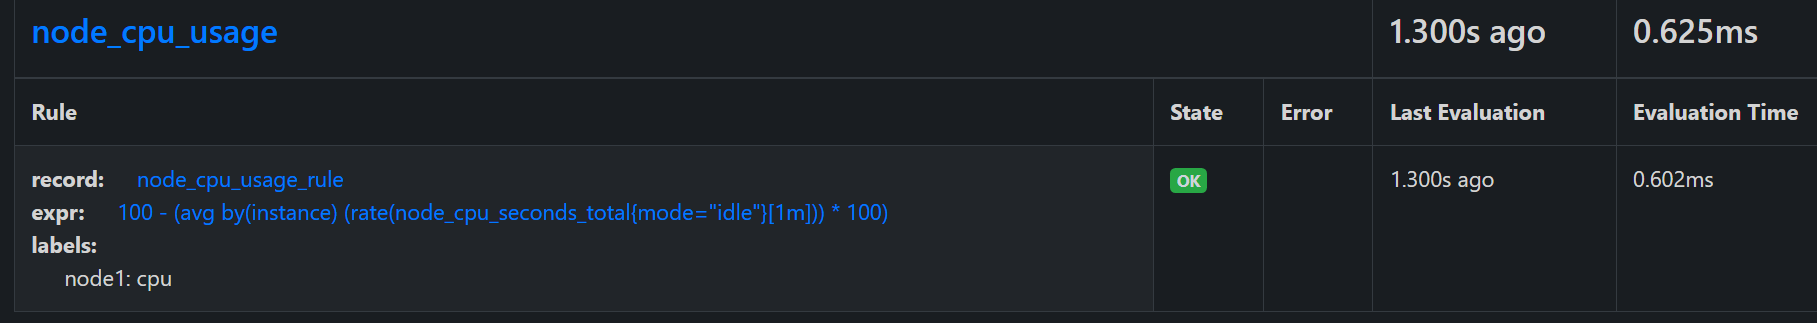 node_cpu_usage 1.300s ago 0.625ms
Rule State Error Last Evaluation Evaluation Time
record: node_cpu_usage_rule OK 1.300s ago 0.602ms
expr: 100 - (avg by(instance) (rate(node_cpu_seconds_total{mode="idle"}[1m])) * 100)
labels:
node1: cpu